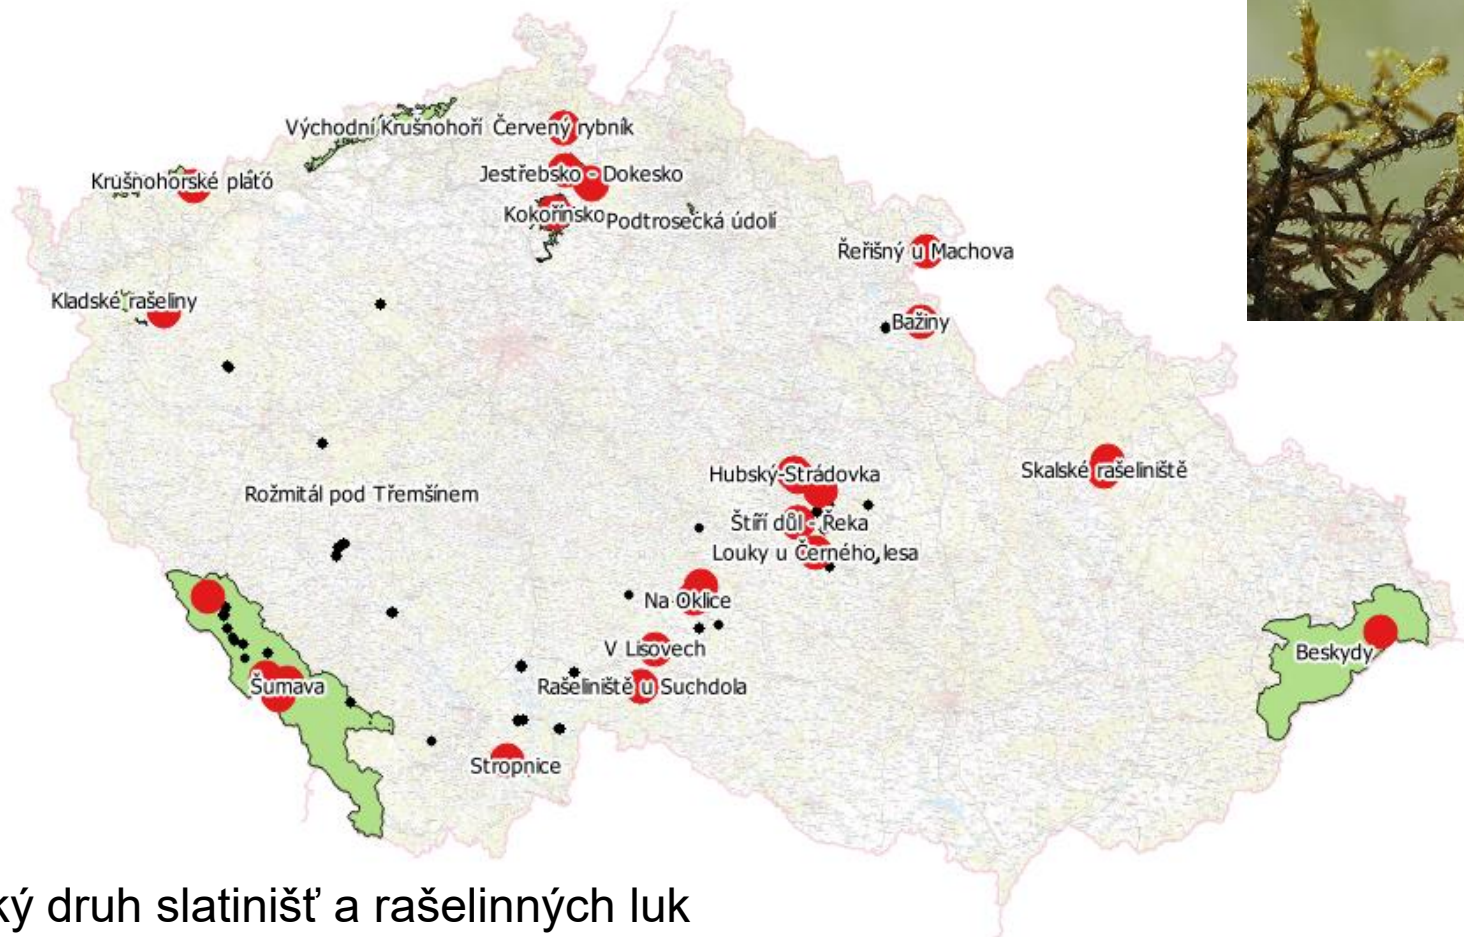 Východní Krušnohoří
Červený rybník
Krušnohorské plató
Jestřebsko - Dokesko
Kokořínsko
Podtrosecká údolí
Řeřišný u Machova
Kladské rašeliny
Bažiny
Hubský-Strádovka
Skalské rašeliniště
Rožmitál pod Třemšínem
Štíří důl - Řeka
Louky u Černého lesa
Na Oklice
V Lisovech
Beskydy
Šumava
Rašeliniště u Suchdola
Stropnice
ký druh slatinišť a rašelinných luk